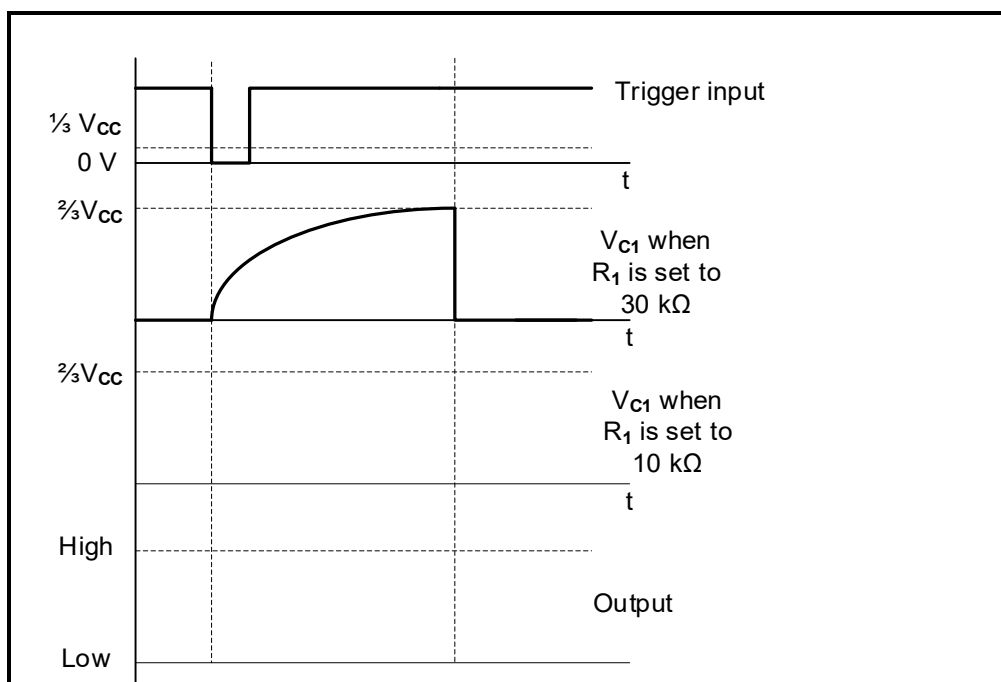 Trigger input
⅓ VCC
0 V
t
⅔VCC
VC1 when
R1 is set to
30 kΩ
t
⅔VCC
VC1 when
R1 is set to
10 kΩ
t
High
Output
Low